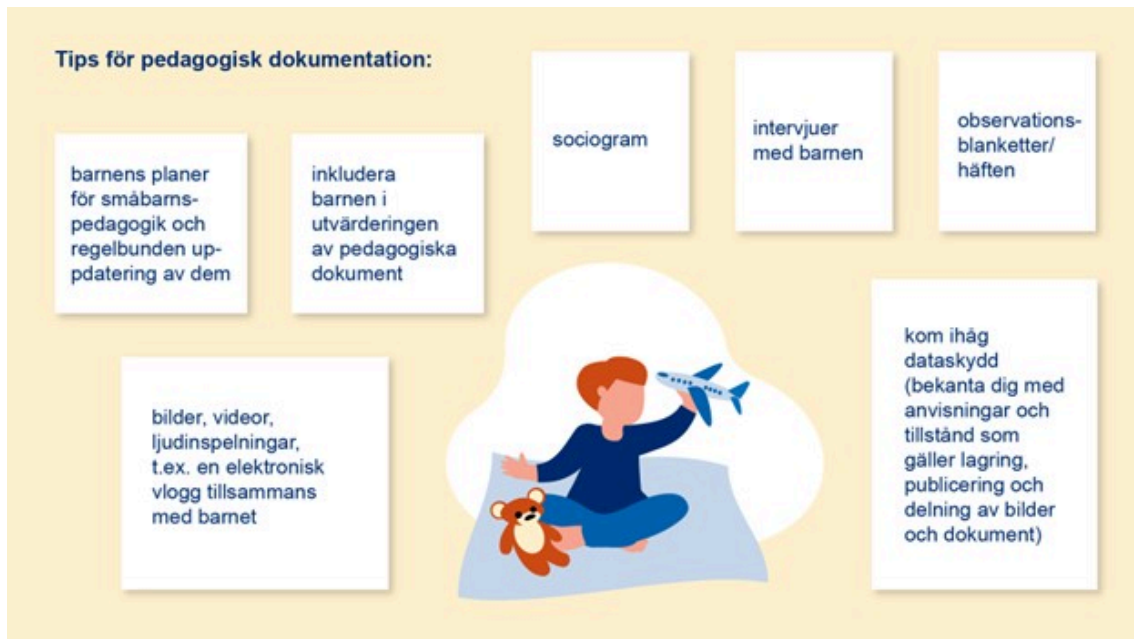 Tips för pedagogisk dokumentation:
barnens planer
för småbarns-
pedagogik och
regelbunden up-
pdatering av dem
inkludera
barnen i
utvärderingen
av pedagogiska
dokument
sociogram
intervjuer
med barnen
observations-
blanketter/
häften
bilder, videor,
ljudinspelningar,
t.ex. en elektronisk
vlogg tillsammans
med barnet
kom ihåg
dataskydd
(bekanta dig med
anvisningar och
tillstånd som
gäller lagring,
publicering och
delning av bilder
och dokument)